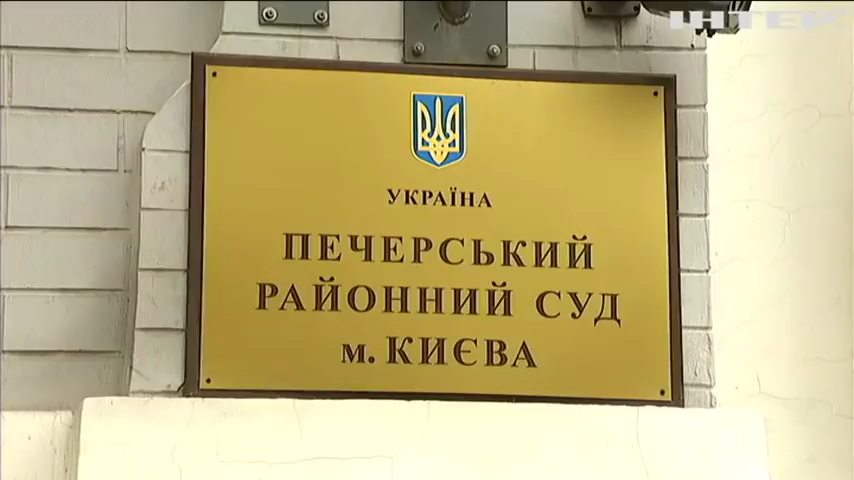 ІНТЕР
УКРАЇНА
ПЕЧЕРСЬКИЙ
РАЙОННИЙ СУД
м. КИЄВА